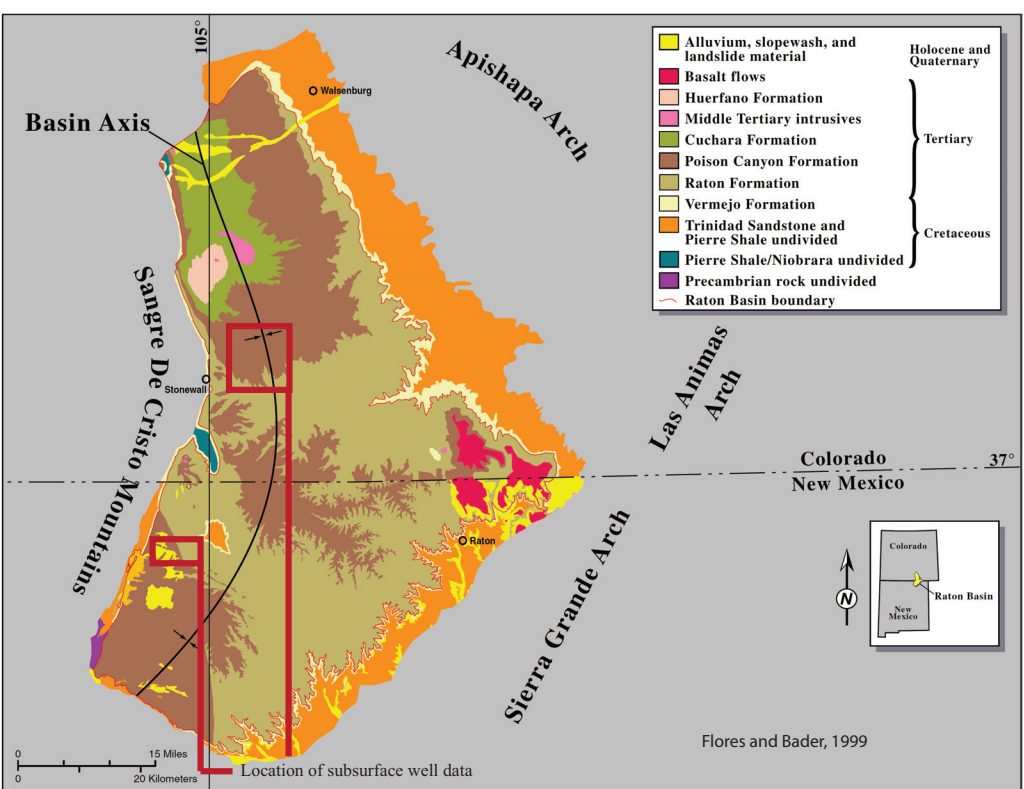 105°
Apishapa Arch
Walsenburg
Basin Axis
Sangre De Cristo Mountains
Stonewall
Las Animas
Arch
Colorado
New Mexico
37°
Raton
Sierra Grande Arch
Alluvium, slopewash, and
landslide material
Holocene and
Quaternary
Basalt flows
Huerfano Formation
Middle Tertiary intrusives
Cuchara Formation
Tertiary
Poison Canyon Formation
Raton Formation
Vermejo Formation
Trinidad Sandstone and
Pierre Shale undivided
Cretaceous
Pierre Shale/Niobrara undivided
Precambrian rock undivided
Raton Basin boundary
N
Colorado
Raton Basin
New
Mexico
Flores and Bader, 1999
0 15 Miles
0 20 Kilometers
Location of subsurface well data